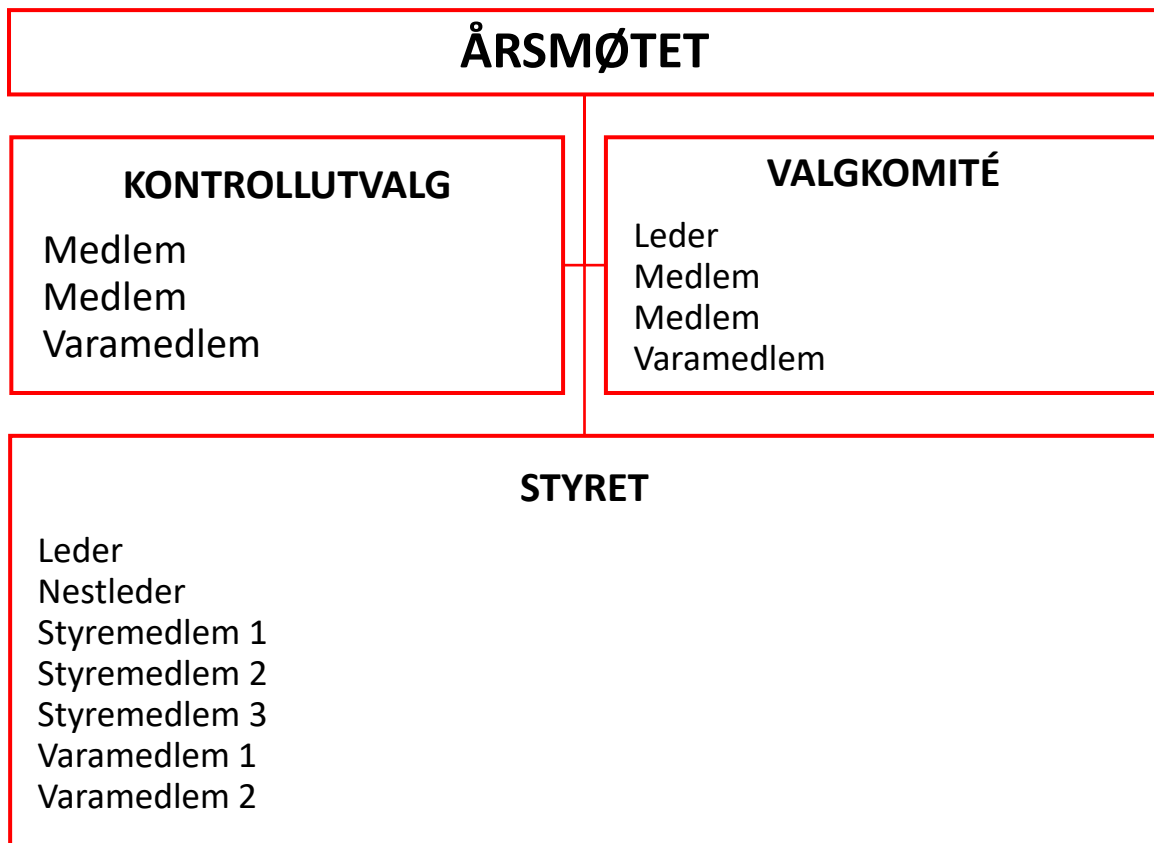 ÅRSMØTET
KONTROLLUTVALG
Medlem
Medlem
Varamedlem
VALGKOMITÉ
Leder
Medlem
Medlem
Varamedlem
STYRET
Leder
Nestleder
Styremedlem 1
Styremedlem 2
Styremedlem 3
Varamedlem 1
Varamedlem 2